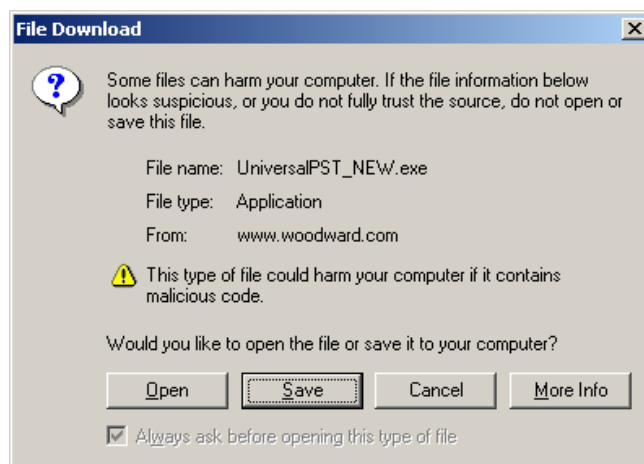 File Download
Some files can harm your computer. If the file information below
looks suspicious, or you do not fully trust the source, do not open or
save this file.
File name: UniversalPST_NEW.exe
File type: Application
From: www.woodward.com
This type of file could harm your computer if it contains
malicious code.
Would you like to open the file or save it to your computer?
Open Save Cancel More Info
Always ask before opening this type of file